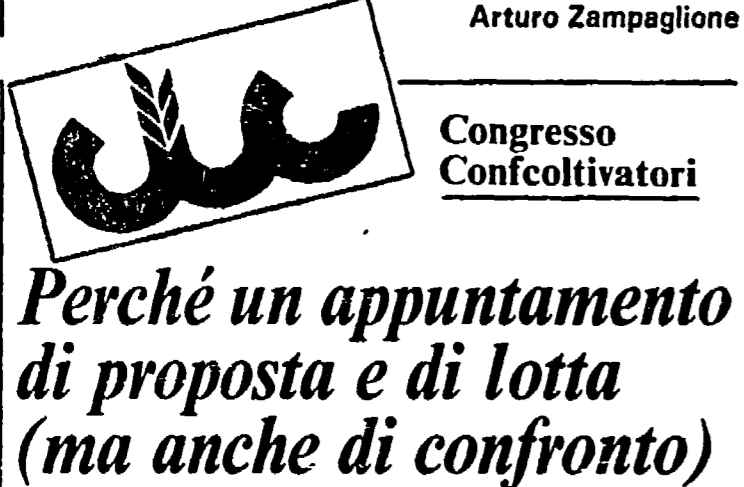 Arturo Zampaglione
Congresso
Confcoltivatori
Perché un appuntamento
di proposta e di lotta
(ma anche di confronto)